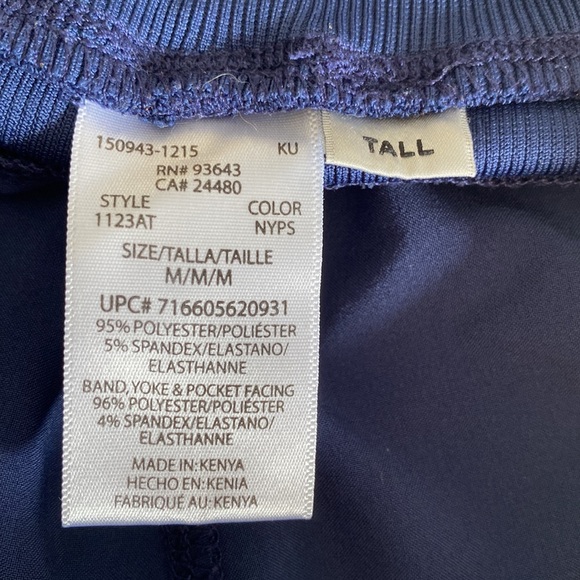 150943-1215 KU
RN# 93643
CA# 24480
STYLE COLOR
1123AT NYPS
SIZE/TALLA/TAILLE
M/M/M
UPC# 716605620931
95% POLYESTER/POLIÉSTER
5% SPANDEX/ELASTANO/
ELASTHANNE
BAND, YOKE & POCKET FACING
96% POLYESTER/POLIÉSTER
4% SPANDEX/ELASTANO/
ELASTHANNE
MADE IN: KENYA
HECHO EN: KENIA
FABRIQUÉ AU: KENYA
TALL